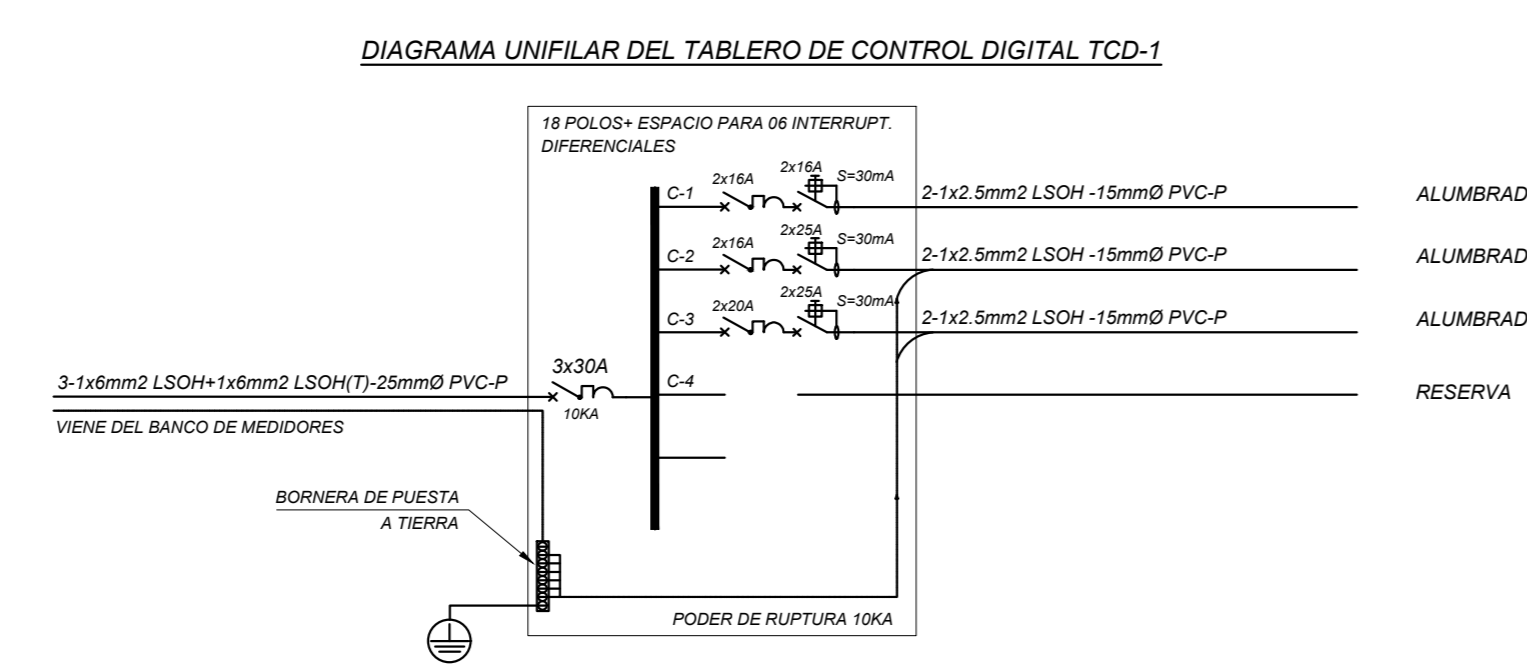 DIAGRAMA UNIFILAR DEL TABLERO DE CONTROL DIGITAL TCD-1
18 POLOS+ ESPACIO PARA 06 INTERRUPT.
DIFERENCIALES
C-1
2x16A
2x16A
S=30mA
2-1x2.5mm2 LSOH -15mmØ PVC-P
ALUMBRAD
C-2
2x16A
2x25A
S=30mA
2-1x2.5mm2 LSOH -15mmØ PVC-P
ALUMBRAD
C-3
2x20A
2x25A
S=30mA
2-1x2.5mm2 LSOH -15mmØ PVC-P
ALUMBRAD
3-1x6mm2 LSOH+1x6mm2 LSOH(T)-25mmØ PVC-P
3x30A
10KA
C-4
RESERVA
VIENE DEL BANCO DE MEDIDORES
BORNERA DE PUESTA
A TIERRA
PODER DE RUPTURA 10KA